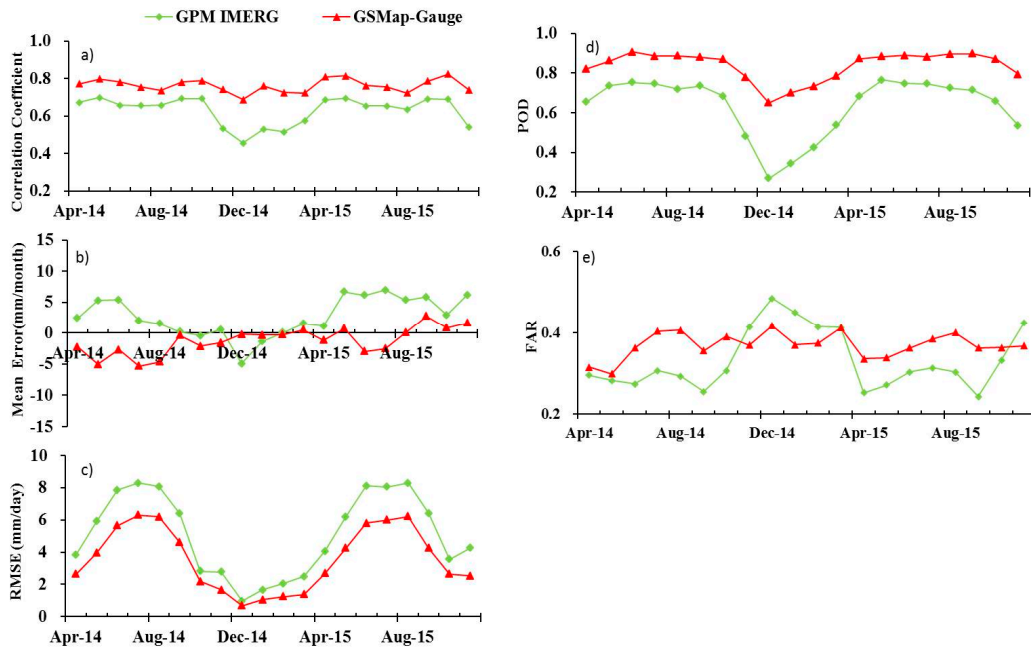 GPM IMERG
GSMap-Gauge
a)
Correlation Coefficient
1.0
0.8
0.6
0.4
0.2
Apr-14 Aug-14 Dec-14 Apr-15 Aug-15
b)
Mean Error(mm/month)
15
10
5
0
-5
-10
-15
Apr-14 Aug-14 Dec-14 Apr-15 Aug-15
c)
RMSE (mm/day)
10
8
6
4
2
0
Apr-14 Aug-14 Dec-14 Apr-15 Aug-15
d)
POD
1.0
0.8
0.6
0.4
0.2
Apr-14 Aug-14 Dec-14 Apr-15 Aug-15
e)
FAR
0.6
0.4
0.2
Apr-14 Aug-14 Dec-14 Apr-15 Aug-15